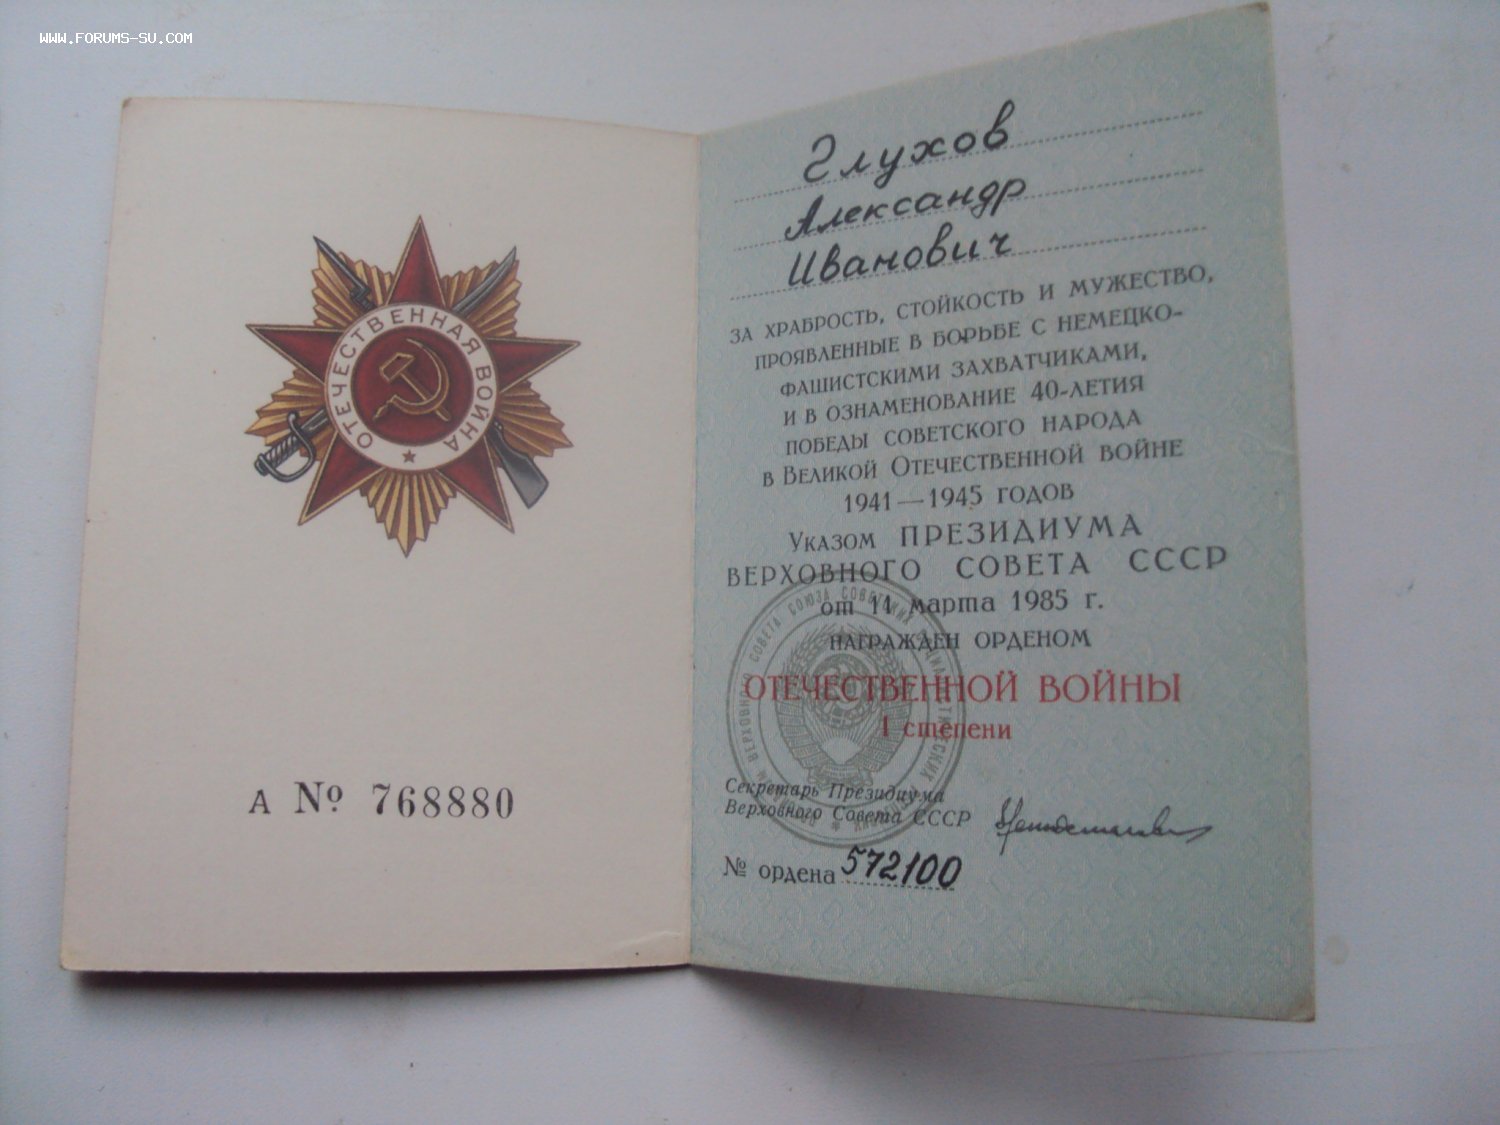 WWW.FORUMS-SU.COM
ОТЕЧЕСТВЕННАЯ ВОЙНА
А № 768880
Глухов
Александр
Иванович
ЗА ХРАБРОСТЬ, СТОЙКОСТЬ И МУЖЕСТВО,
ПРОЯВЛЕННЫЕ В БОРЬБЕ С НЕМЕЦКО-
ФАШИСТСКИМИ ЗАХВАТЧИКАМИ,
И В ОЗНАМЕНОВАНИЕ 40-ЛЕТИЯ
ПОБЕДЫ СОВЕТСКОГО НАРОДА
В ВЕЛИКОЙ ОТЕЧЕСТВЕННОЙ ВОЙНЕ
1941—1945 ГОДОВ
УКАЗОМ ПРЕЗИДИУМА
ВЕРХОВНОГО СОВЕТА СССР
от 11 марта 1985 г.
НАГРАЖДЕН ОРДЕНОМ
ОТЕЧЕСТВЕННОЙ ВОЙНЫ
I степени
Секретарь Президиума
Верховного Совета СССР
№ ордена 572100